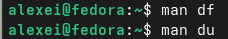 alexei@fedora:~$ man df
alexei@fedora:~$ man du